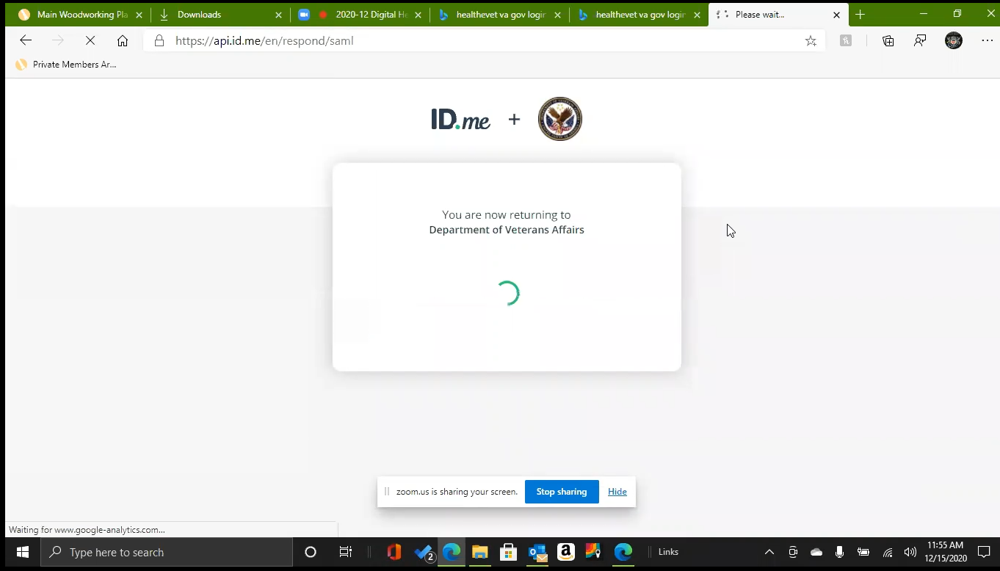 Main Woodworking Pla
Downloads
2020-12 Digital He
healthevet va gov login
healthevet va gov login
Please wait...
https://api.id.me/en/respond/saml
Private Members Ar...
ID.me +
You are now returning to
Department of Veterans Affairs
zoom.us is sharing your screen. Stop sharing Hide
Waiting for www.google-analytics.com...
Type here to search
2
a
Links
11:55 AM
12/15/2020